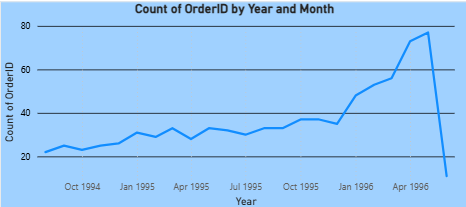 Count of OrderID by Year and Month
Count of OrderID
80
60
40
20
Oct 1994 Jan 1995 Apr 1995 Jul 1995 Oct 1995 Jan 1996 Apr 1996
Year